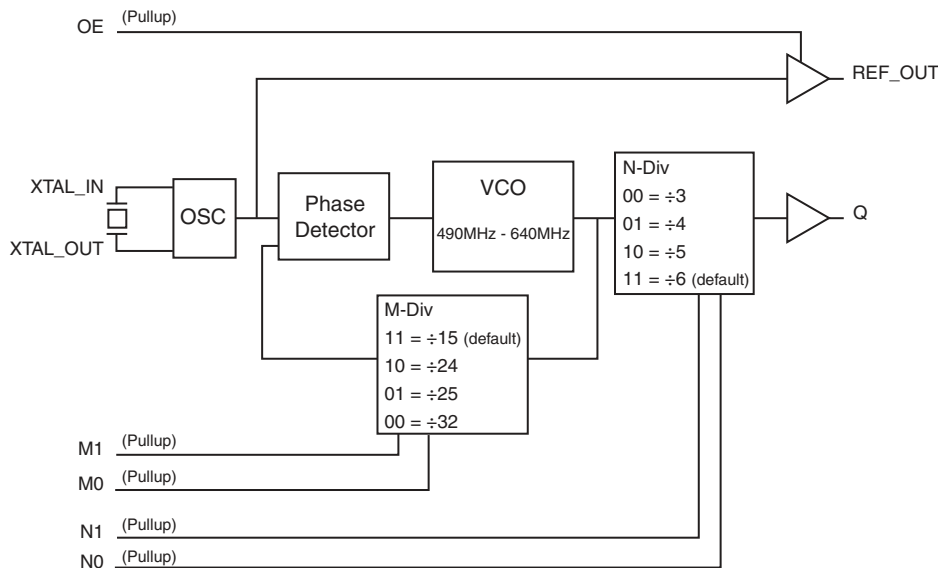 OE (Pullup)
REF_OUT
XTAL_IN
XTAL_OUT
OSC
Phase
Detector
VCO
490MHz - 640MHz
N-Div
00 = ÷3
01 = ÷4
10 = ÷5
11 = ÷6 (default)
Q
M-Div
11 = ÷15 (default)
10 = ÷24
01 = ÷25
00 = ÷32
M1 (Pullup)
M0 (Pullup)
N1 (Pullup)
N0 (Pullup)